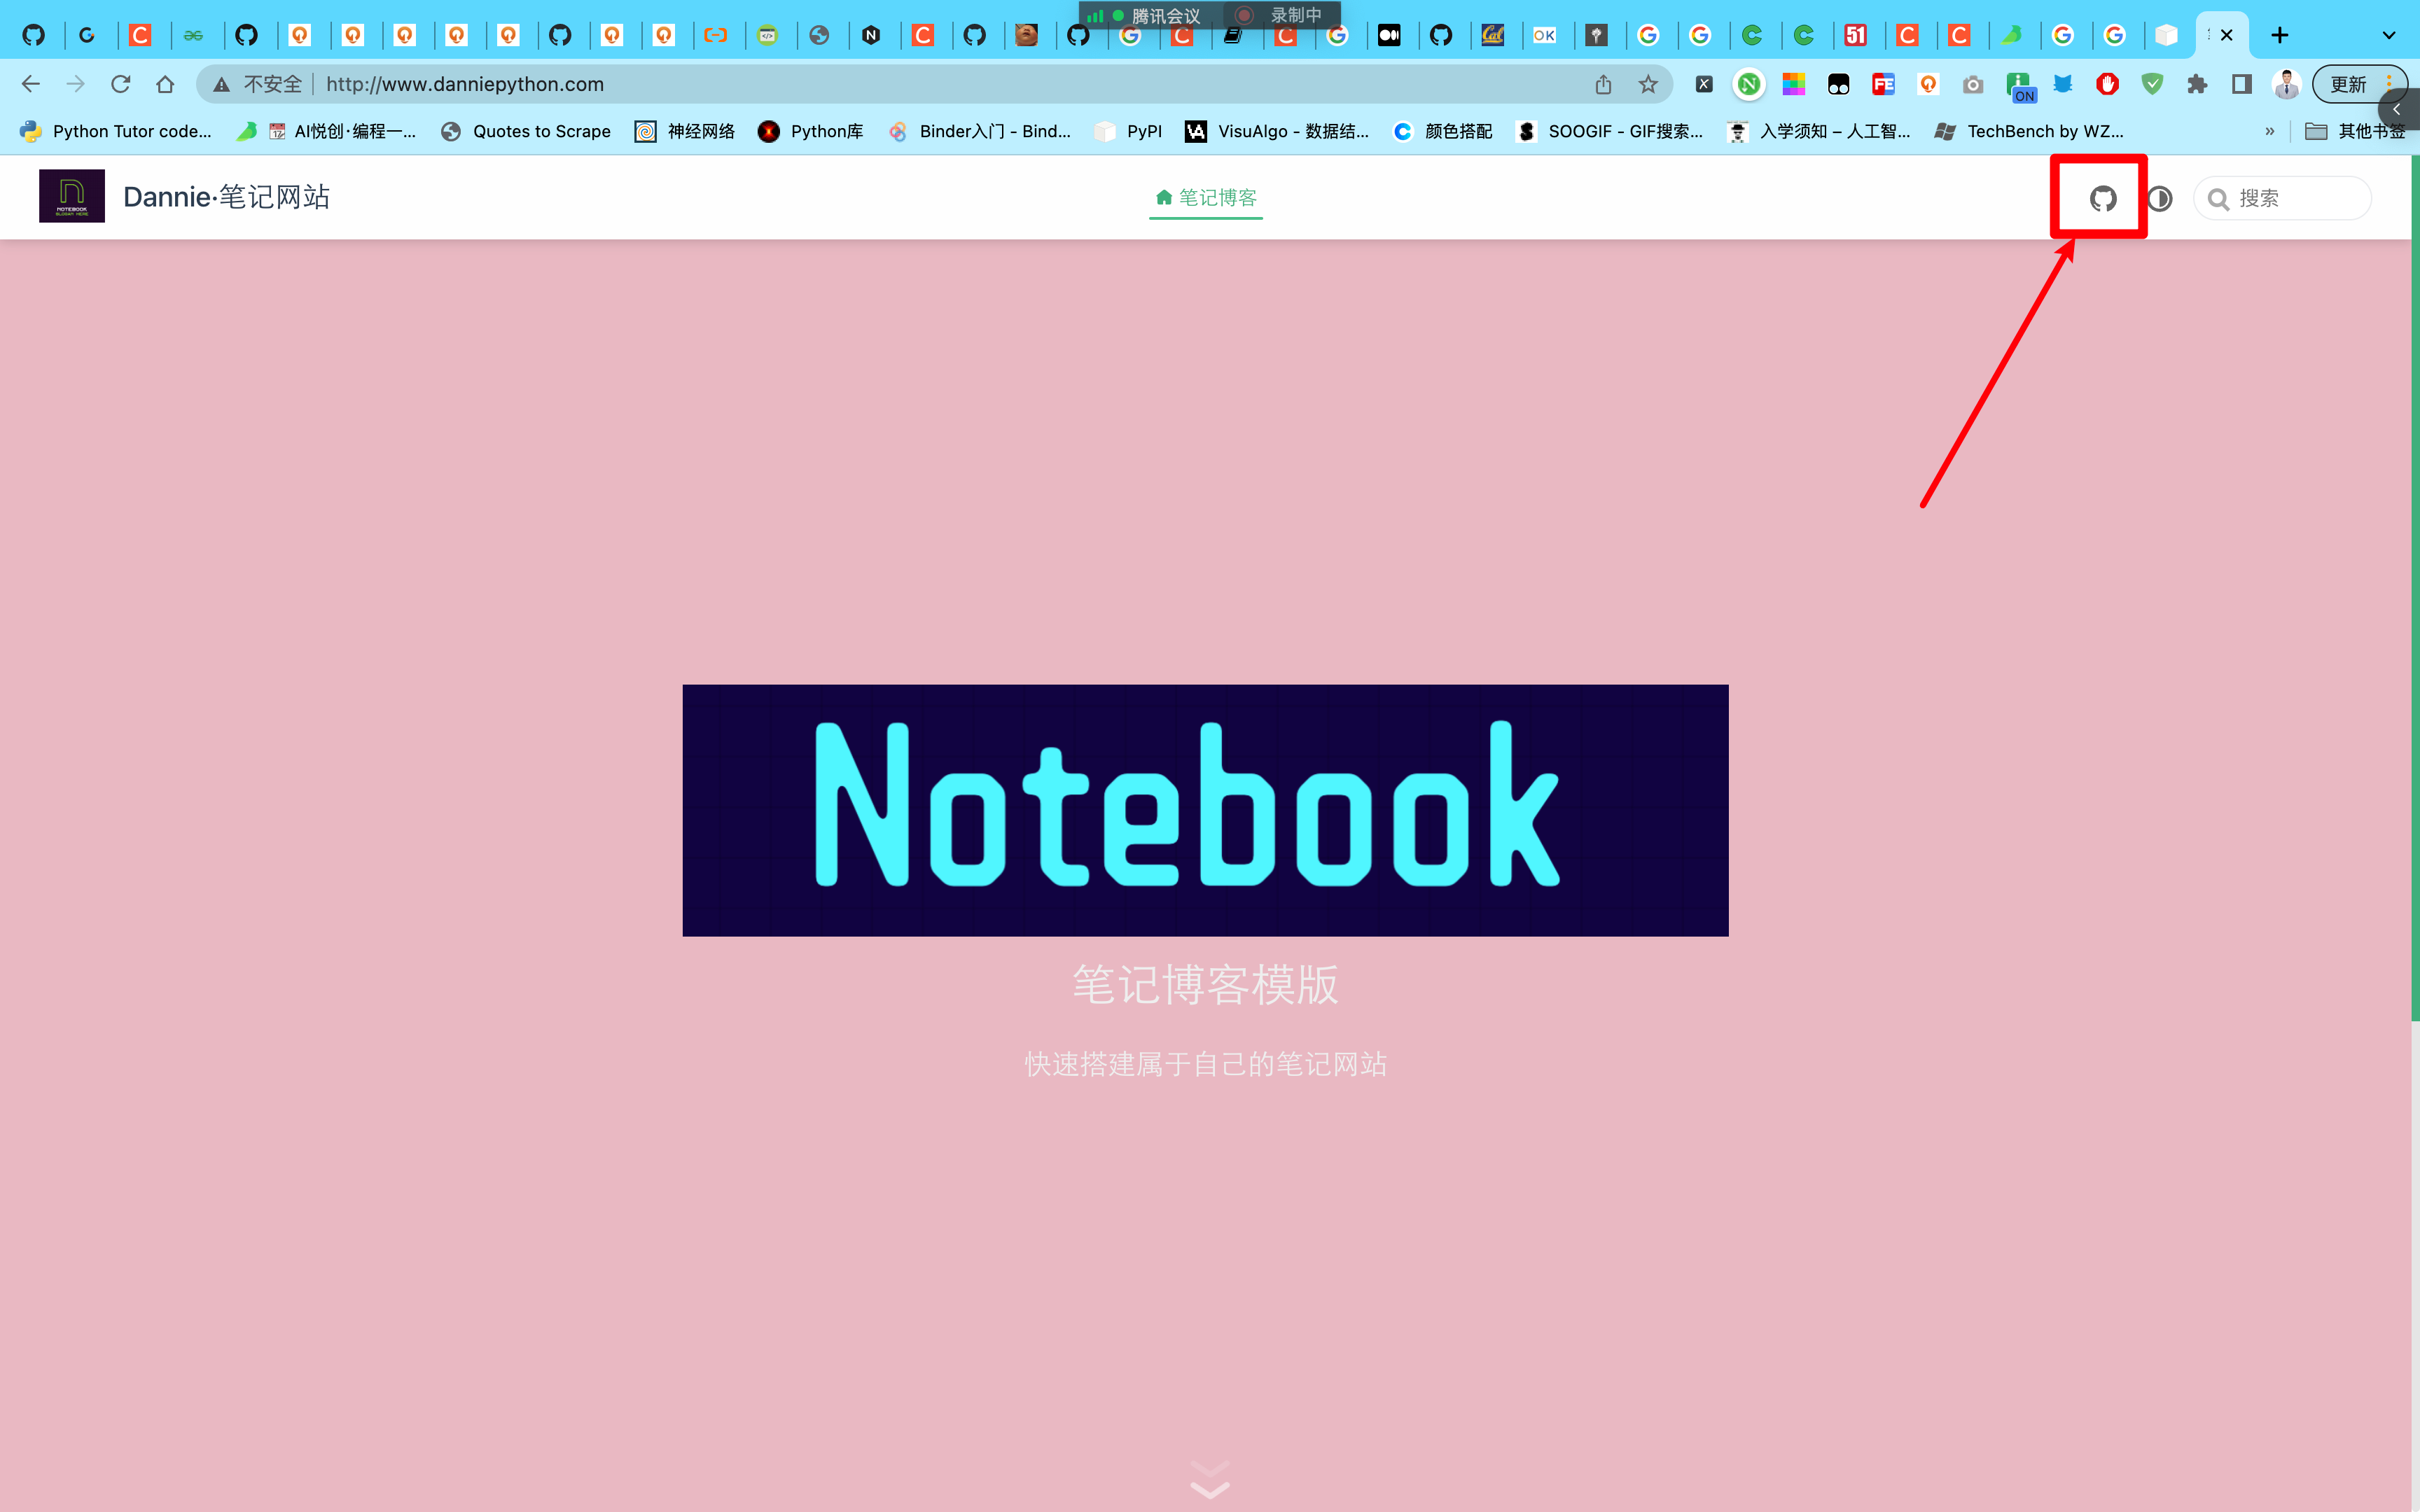 腾讯会议 录制中
不安全 http://www.danniepython.com
更新
ON
Python Tutor code... AI悦创·编程一... Quotes to Scrape 神经网络 Python库 Binder入门 - Bind... PyPI VisuAlgo - 数据结... 颜色搭配 SOOGIF - GIF搜索... 入学须知 – 人工智... TechBench by WZ... » 其他书签
Dannie·笔记网站 笔记博客 搜索
Notebook
笔记博客模版
快速搭建属于自己的笔记网站